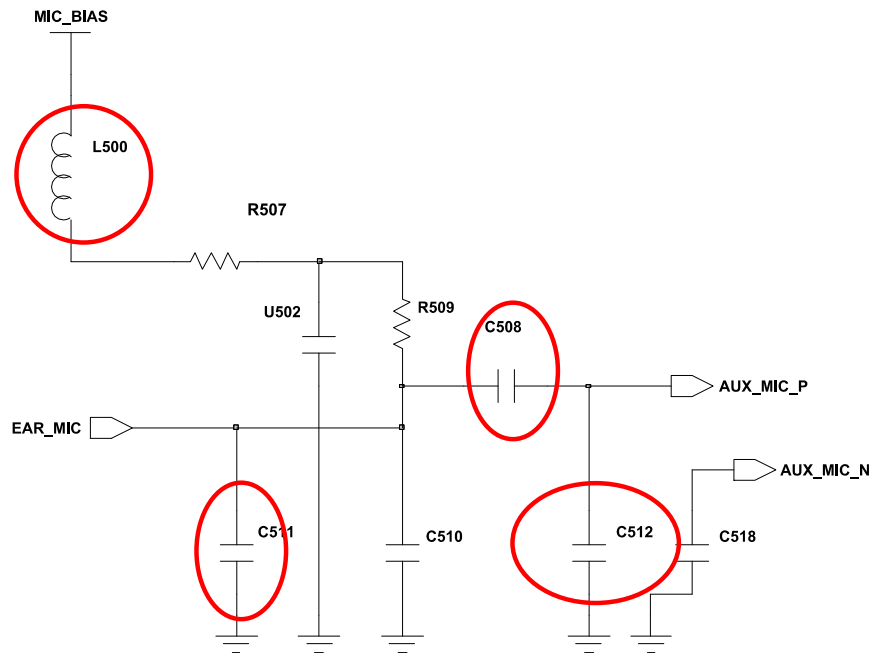 MIC_BIAS
L500
R507
U502
R509
C508
AUX_MIC_P
EAR_MIC
AUX_MIC_N
C511
C510
C512
C518